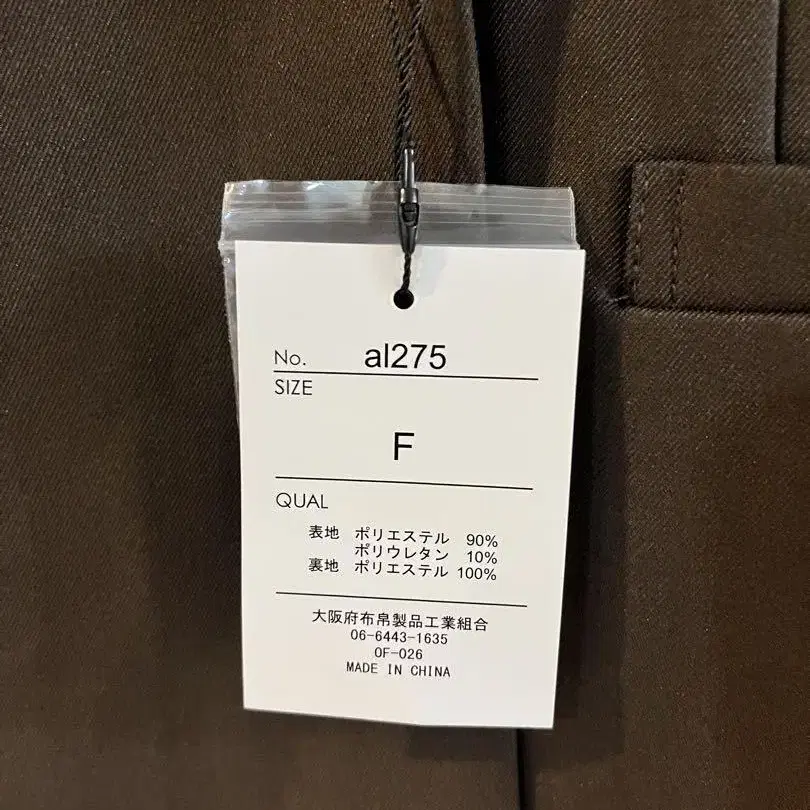 No. al275
SIZE
F
QUAL
表地 ポリエステル 90%
ポリウレタン 10%
裏地 ポリエステル 100%
大阪府布帛製品工業組合
06-6443-1635
OF-026
MADE IN CHINA